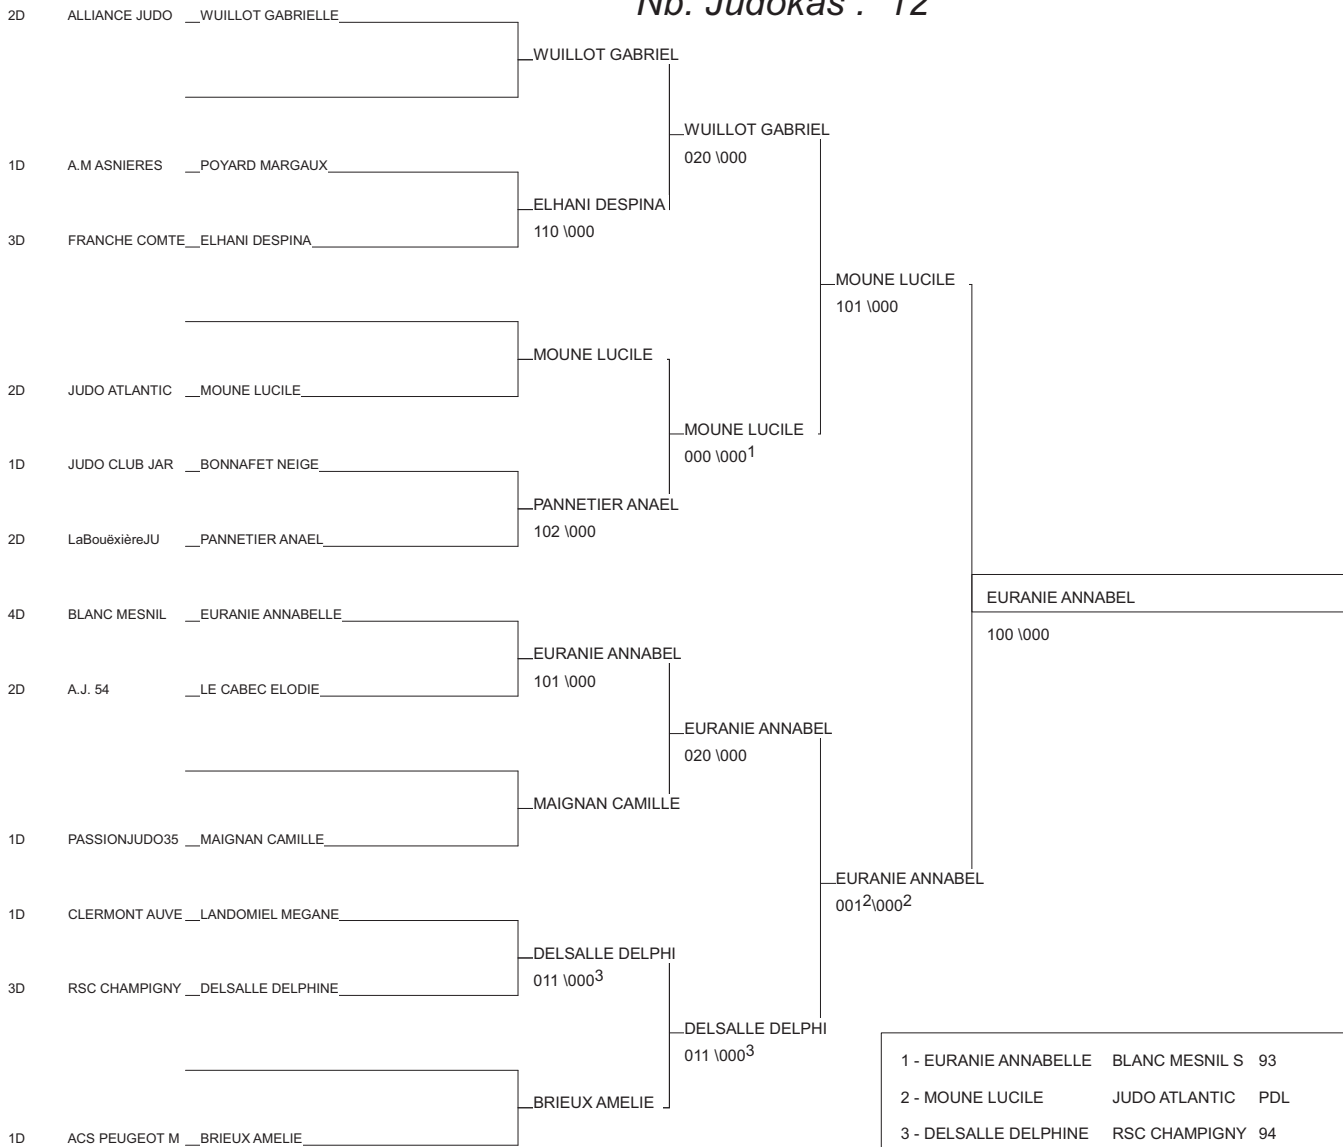 Nb. Judokas : 12
2D ALLIANCE JUDO WUILLOT GABRIELLE
WUILLOT GABRIEL
WUILLOT GABRIEL
020 \000
1D A.M ASNIERES POYARD MARGAUX
ELHANI DESPINA
110 \000
3D FRANCHE COMTE ELHANI DESPINA
MOUNE LUCILE
101 \000
MOUNE LUCILE
2D JUDO ATLANTIC MOUNE LUCILE
MOUNE LUCILE
000 \000¹
1D JUDO CLUB JAR BONNAFET NEIGE
PANNETIER ANAEL
102 \000
2D LaBouëxièreJU PANNETIER ANAEL
EURANIE ANNABEL
100 \000
4D BLANC MESNIL EURANIE ANNABELLE
EURANIE ANNABEL
101 \000
2D A.J. 54 LE CABEC ELODIE
EURANIE ANNABEL
020 \000
MAIGNAN CAMILLE
1D PASSIONJUDO35 MAIGNAN CAMILLE
EURANIE ANNABEL
001²\000²
1D CLERMONT AUVE LANDOMIEL MEGANE
DELSALLE DELPHI
011 \000³
3D RSC CHAMPIGNY DELSALLE DELPHINE
DELSALLE DELPHI
011 \000³
BRIEUX AMELIE
1D ACS PEUGEOT M BRIEUX AMELIE
1 - EURANIE ANNABELLE BLANC MESNIL S 93
2 - MOUNE LUCILE JUDO ATLANTIC PDL
3 - DELSALLE DELPHINE RSC CHAMPIGNY 94